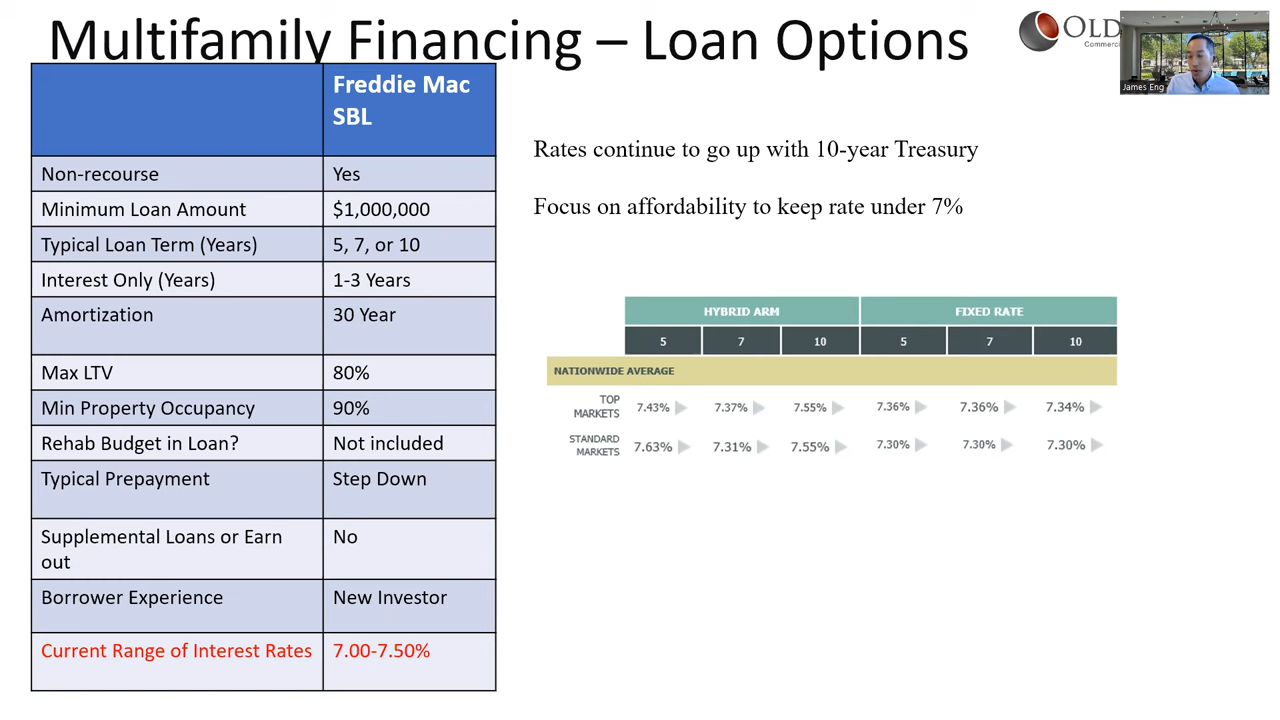 Multifamily Financing – Loan Options
OLD
Commerci
James Eng
Freddie Mac
SBL
Non-recourse Yes
Minimum Loan Amount $1,000,000
Typical Loan Term (Years) 5, 7, or 10
Interest Only (Years) 1-3 Years
Amortization 30 Year
Max LTV 80%
Min Property Occupancy 90%
Rehab Budget in Loan? Not included
Typical Prepayment Step Down
Supplemental Loans or Earn No
out
Borrower Experience New Investor
Current Range of Interest Rates 7.00-7.50%
Rates continue to go up with 10-year Treasury
Focus on affordability to keep rate under 7%
HYBRID ARM FIXED RATE
5 7 10 5 7 10
NATIONWIDE AVERAGE
TOP
MARKETS 7.43% 7.37% 7.55% 7.36% 7.36% 7.34%
STANDARD
MARKETS 7.63% 7.31% 7.55% 7.30% 7.30% 7.30%